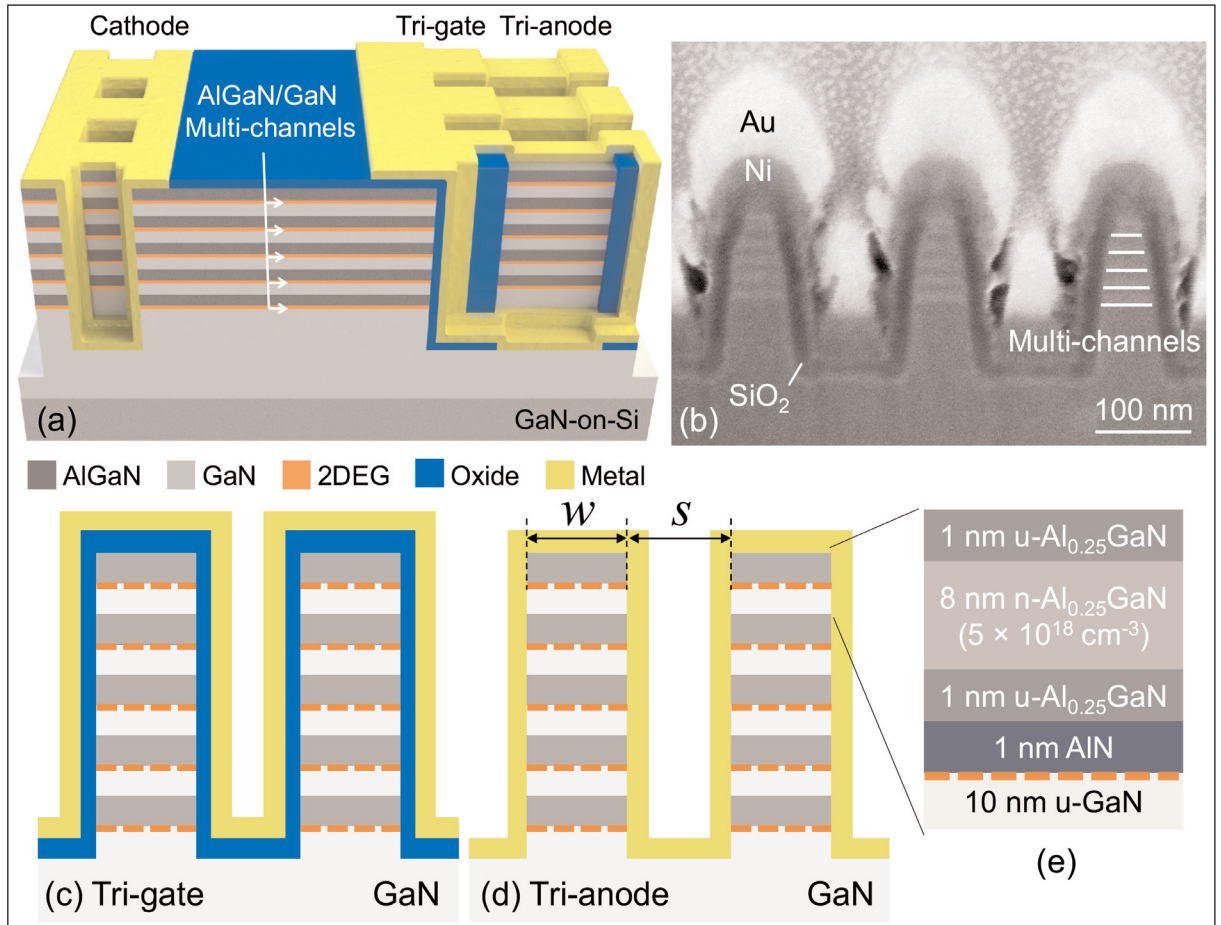 Cathode
Tri-gate
Tri-anode
AlGaN/GaN
Multi-channels
(a)
GaN-on-Si
Au
Ni
Multi-channels
SiO₂
(b)
100 nm
AlGaN
GaN
2DEG
Oxide
Metal
(c) Tri-gate
GaN
w
s
(d) Tri-anode
GaN
1 nm u-Al₀.₂₅GaN
8 nm n-Al₀.₂₅GaN
(5 × 10¹⁸ cm⁻³)
1 nm u-Al₀.₂₅GaN
1 nm AlN
10 nm u-GaN
(e)